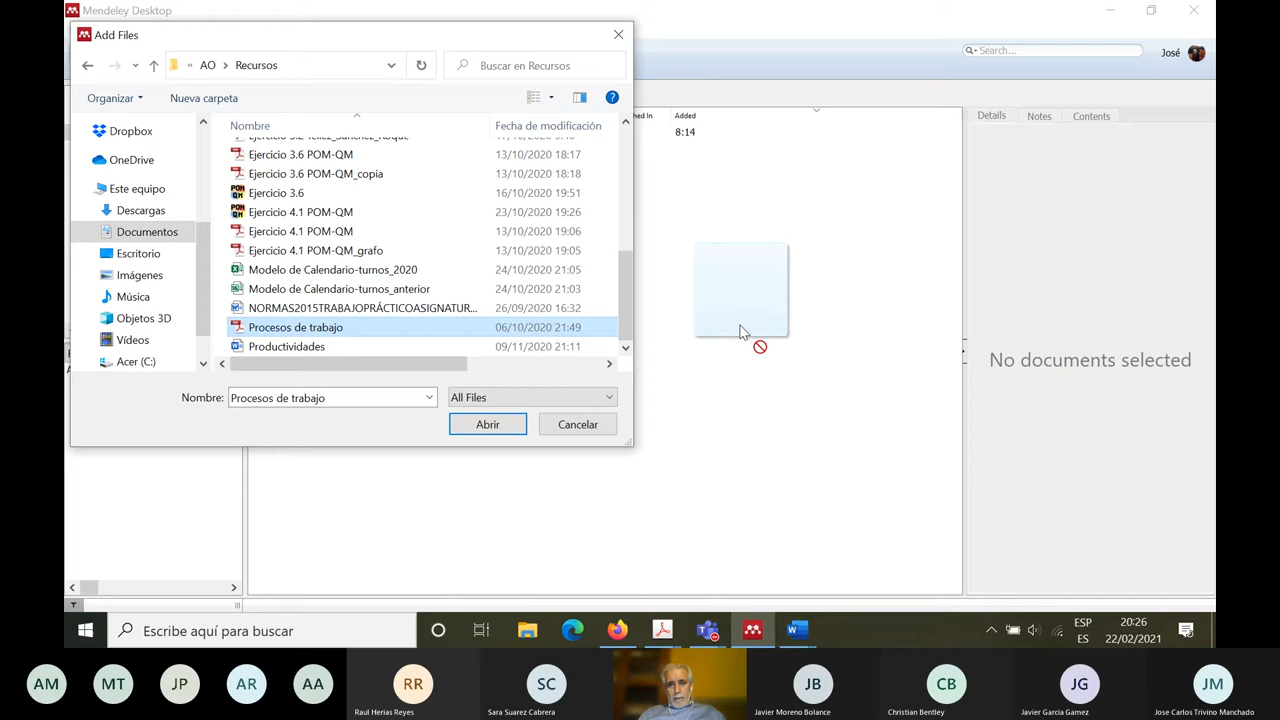 Mendeley Desktop
Add Files
« AO > Recursos
Buscar en Recursos
Search...
José
Organizar
Nueva carpeta
Nombre
Fecha de modificación
Added
Details
Notes
Contents
8:14
Dropbox
OneDrive
Este equipo
Descargas
Documentos
Escritorio
Imágenes
Música
Objetos 3D
Vídeos
Acer (C:)
Ejercicio 3.6 POM-QM 13/10/2020 18:17
Ejercicio 3.6 POM-QM_copia 13/10/2020 18:18
Ejercicio 3.6 16/10/2020 19:51
Ejercicio 4.1 POM-QM 23/10/2020 19:26
Ejercicio 4.1 POM-QM 13/10/2020 19:06
Ejercicio 4.1 POM-QM_grafo 13/10/2020 19:05
Modelo de Calendario-turnos_2020 24/10/2020 21:05
Modelo de Calendario-turnos_anterior 24/10/2020 21:03
NORMAS2015TRABAJOPRÁCTICOASIGNATUR... 26/09/2020 16:32
Procesos de trabajo 06/10/2020 21:49
Productividades 09/11/2020 21:11
Nombre: Procesos de trabajo
All Files
Abrir
Cancelar
No documents selected
Escribe aquí para buscar
ESP
ES
20:26
22/02/2021
AM
MT
JP
AR
AA
RR
SC
JB
CB
JG
JM
Raul Herias Reyes
Sara Suarez Cabrera
Javier Moreno Bolance
Christian Bentley
Javier Garcia Gamez
Jose Carlos Trivino Manchado